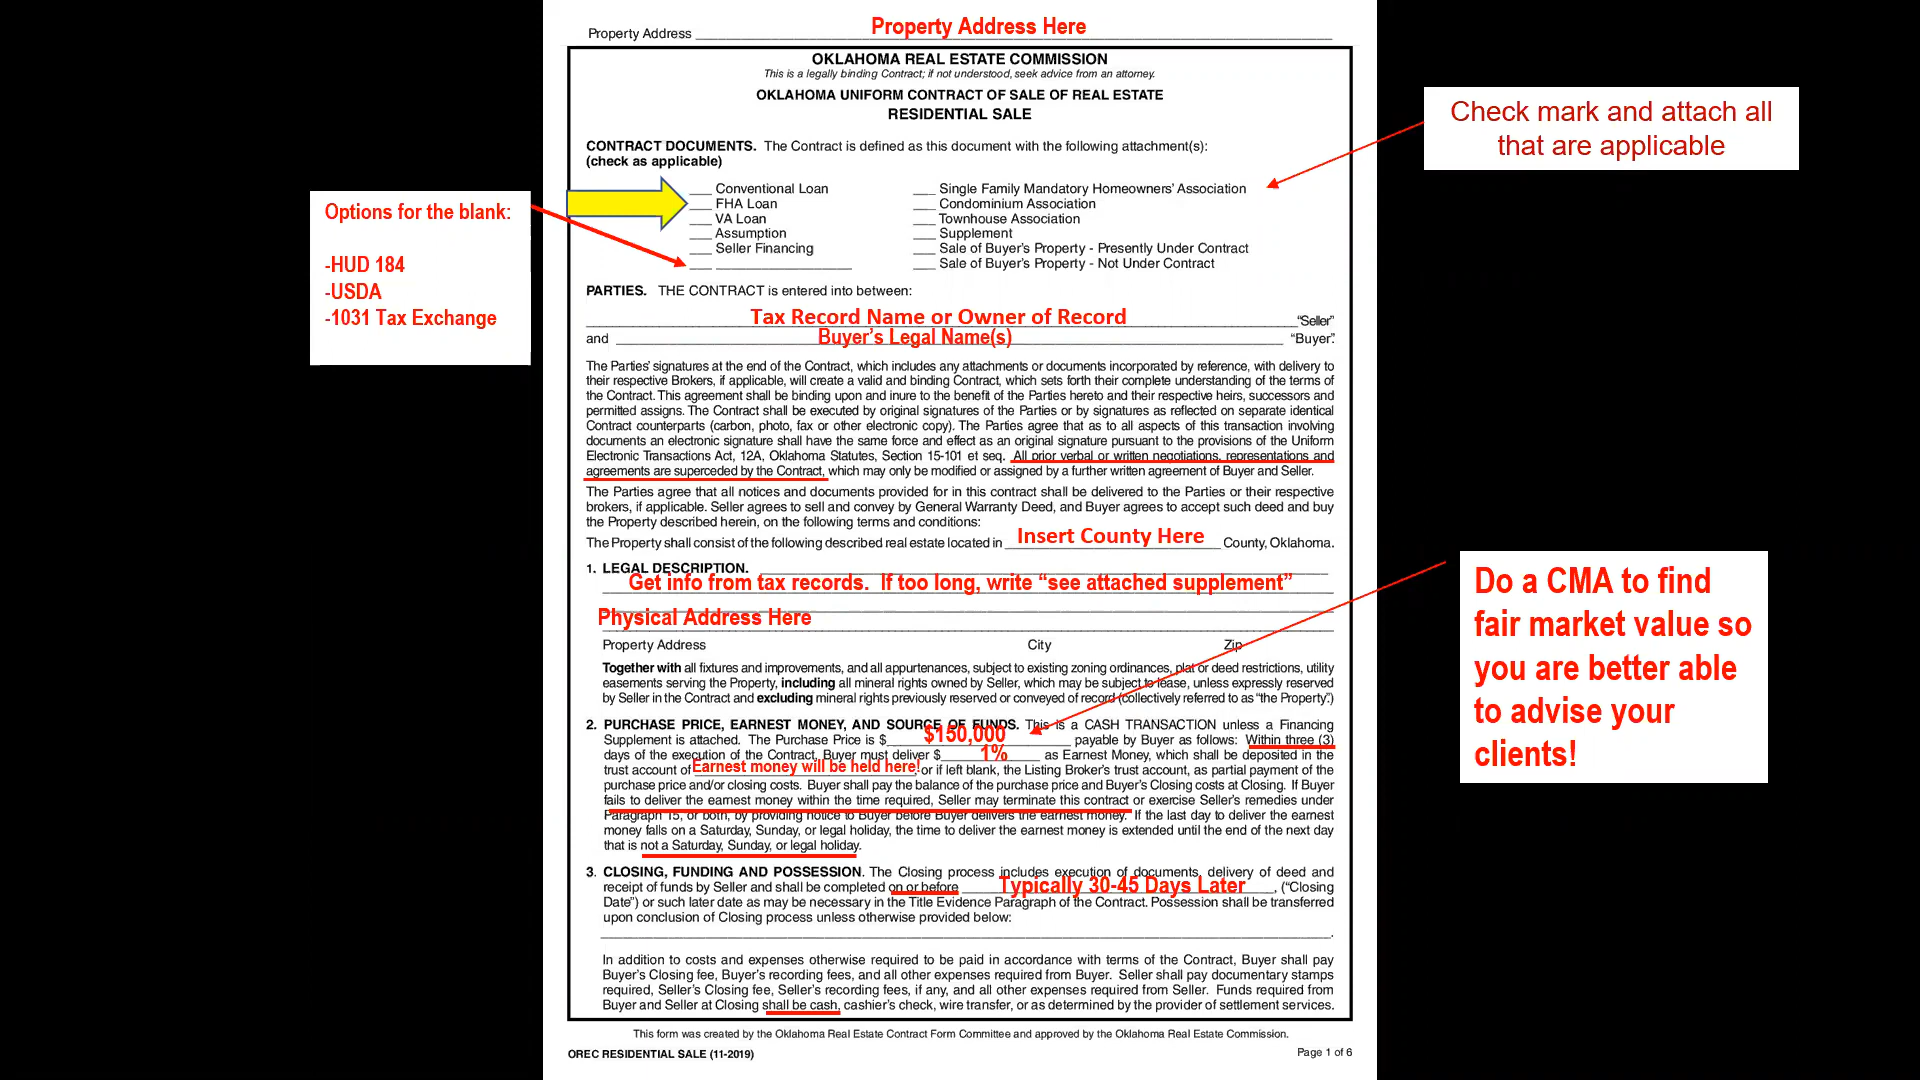 Property Address Property Address Here
OKLAHOMA REAL ESTATE COMMISSION
This is a legally binding Contract; if not understood, seek advice from an attorney.
OKLAHOMA UNIFORM CONTRACT OF SALE OF REAL ESTATE
RESIDENTIAL SALE
CONTRACT DOCUMENTS. The Contract is defined as this document with the following attachment(s):
(check as applicable)
___ Conventional Loan
___ FHA Loan
___ VA Loan
___ Assumption
___ Seller Financing
___ ____________________
___ Single Family Mandatory Homeowners' Association
___ Condominium Association
___ Townhouse Association
___ Supplement
___ Sale of Buyer's Property - Presently Under Contract
___ Sale of Buyer's Property - Not Under Contract
Check mark and attach all
that are applicable
Options for the blank:
-HUD 184
-USDA
-1031 Tax Exchange
PARTIES. THE CONTRACT is entered into between:
Tax Record Name or Owner of Record "Seller"
and Buyer's Legal Name(s) "Buyer".
The Parties' signatures at the end of the Contract, which includes any attachments or documents incorporated by reference, with delivery to
their respective Brokers, if applicable, will create a valid and binding Contract, which sets forth their complete understanding of the terms of
the Contract. This agreement shall be binding upon and inure to the benefit of the Parties hereto and their respective heirs, successors and
permitted assigns. The Contract shall be executed by original signatures of the Parties or by signatures as reflected on separate identical
Contract counterparts (carbon, photo, fax or other electronic copy). The Parties agree that as to all aspects of this transaction involving
documents an electronic signature shall have the same force and effect as an original signature pursuant to the provisions of the Uniform
Electronic Transactions Act, 12A, Oklahoma Statutes, Section 15-101 et seq. All prior verbal or written negotiations, representations and
agreements are superceded by the Contract, which may only be modified or assigned by a further written agreement of Buyer and Seller.
The Parties agree that all notices and documents provided for in this contract shall be delivered to the Parties or their respective
brokers, if applicable. Seller agrees to sell and convey by General Warranty Deed, and Buyer agrees to accept such deed and buy
the Property described herein, on the following terms and conditions:
The Property shall consist of the following described real estate located in Insert County Here County, Oklahoma.
1. LEGAL DESCRIPTION.
Get info from tax records. If too long, write "see attached supplement"
Physical Address Here
Property Address City Zip
Together with all fixtures and improvements, and all appurtenances, subject to existing zoning ordinances, plat or deed restrictions, utility
easements serving the Property, including all mineral rights owned by Seller, which may be subject to lease, unless expressly reserved
by Seller in the Contract and excluding mineral rights previously reserved or conveyed of record (collectively referred to as "the Property".)
2. PURCHASE PRICE, EARNEST MONEY, AND SOURCE OF FUNDS. This is a CASH TRANSACTION unless a Financing
Supplement is attached. The Purchase Price is $ $150,000 payable by Buyer as follows: Within three (3)
days of the execution of the Contract, Buyer must deliver $ 1% as Earnest Money, which shall be deposited in the
trust account of Earnest money will be held here! or if left blank, the Listing Broker's trust account, as partial payment of the
purchase price and/or closing costs. Buyer shall pay the balance of the purchase price and Buyer's Closing costs at Closing. If Buyer
fails to deliver the earnest money within the time required, Seller may terminate this contract or exercise Seller's remedies under
Paragraph 15, or both, by providing notice to Buyer before Buyer delivers the earnest money. If the last day to deliver the earnest
money falls on a Saturday, Sunday, or legal holiday, the time to deliver the earnest money is extended until the end of the next day
that is not a Saturday, Sunday, or legal holiday.
Do a CMA to find
fair market value so
you are better able
to advise your
clients!
3. CLOSING, FUNDING AND POSSESSION. The Closing process includes execution of documents, delivery of deed and
receipt of funds by Seller and shall be completed on or before Typically 30-45 Days Later, ("Closing
Date") or such later date as may be necessary in the Title Evidence Paragraph of the Contract. Possession shall be transferred
upon conclusion of Closing process unless otherwise provided below:
In addition to costs and expenses otherwise required to be paid in accordance with terms of the Contract, Buyer shall pay
Buyer's Closing fee, Buyer's recording fees, and all other expenses required from Buyer. Seller shall pay documentary stamps
required, Seller's Closing fee, Seller's recording fees, if any, and all other expenses required from Seller. Funds required from
Buyer and Seller at Closing shall be cash, cashier's check, wire transfer, or as determined by the provider of settlement services.
This form was created by the Oklahoma Real Estate Contract Form Committee and approved by the Oklahoma Real Estate Commission.
OREC RESIDENTIAL SALE (11-2019) Page 1 of 6